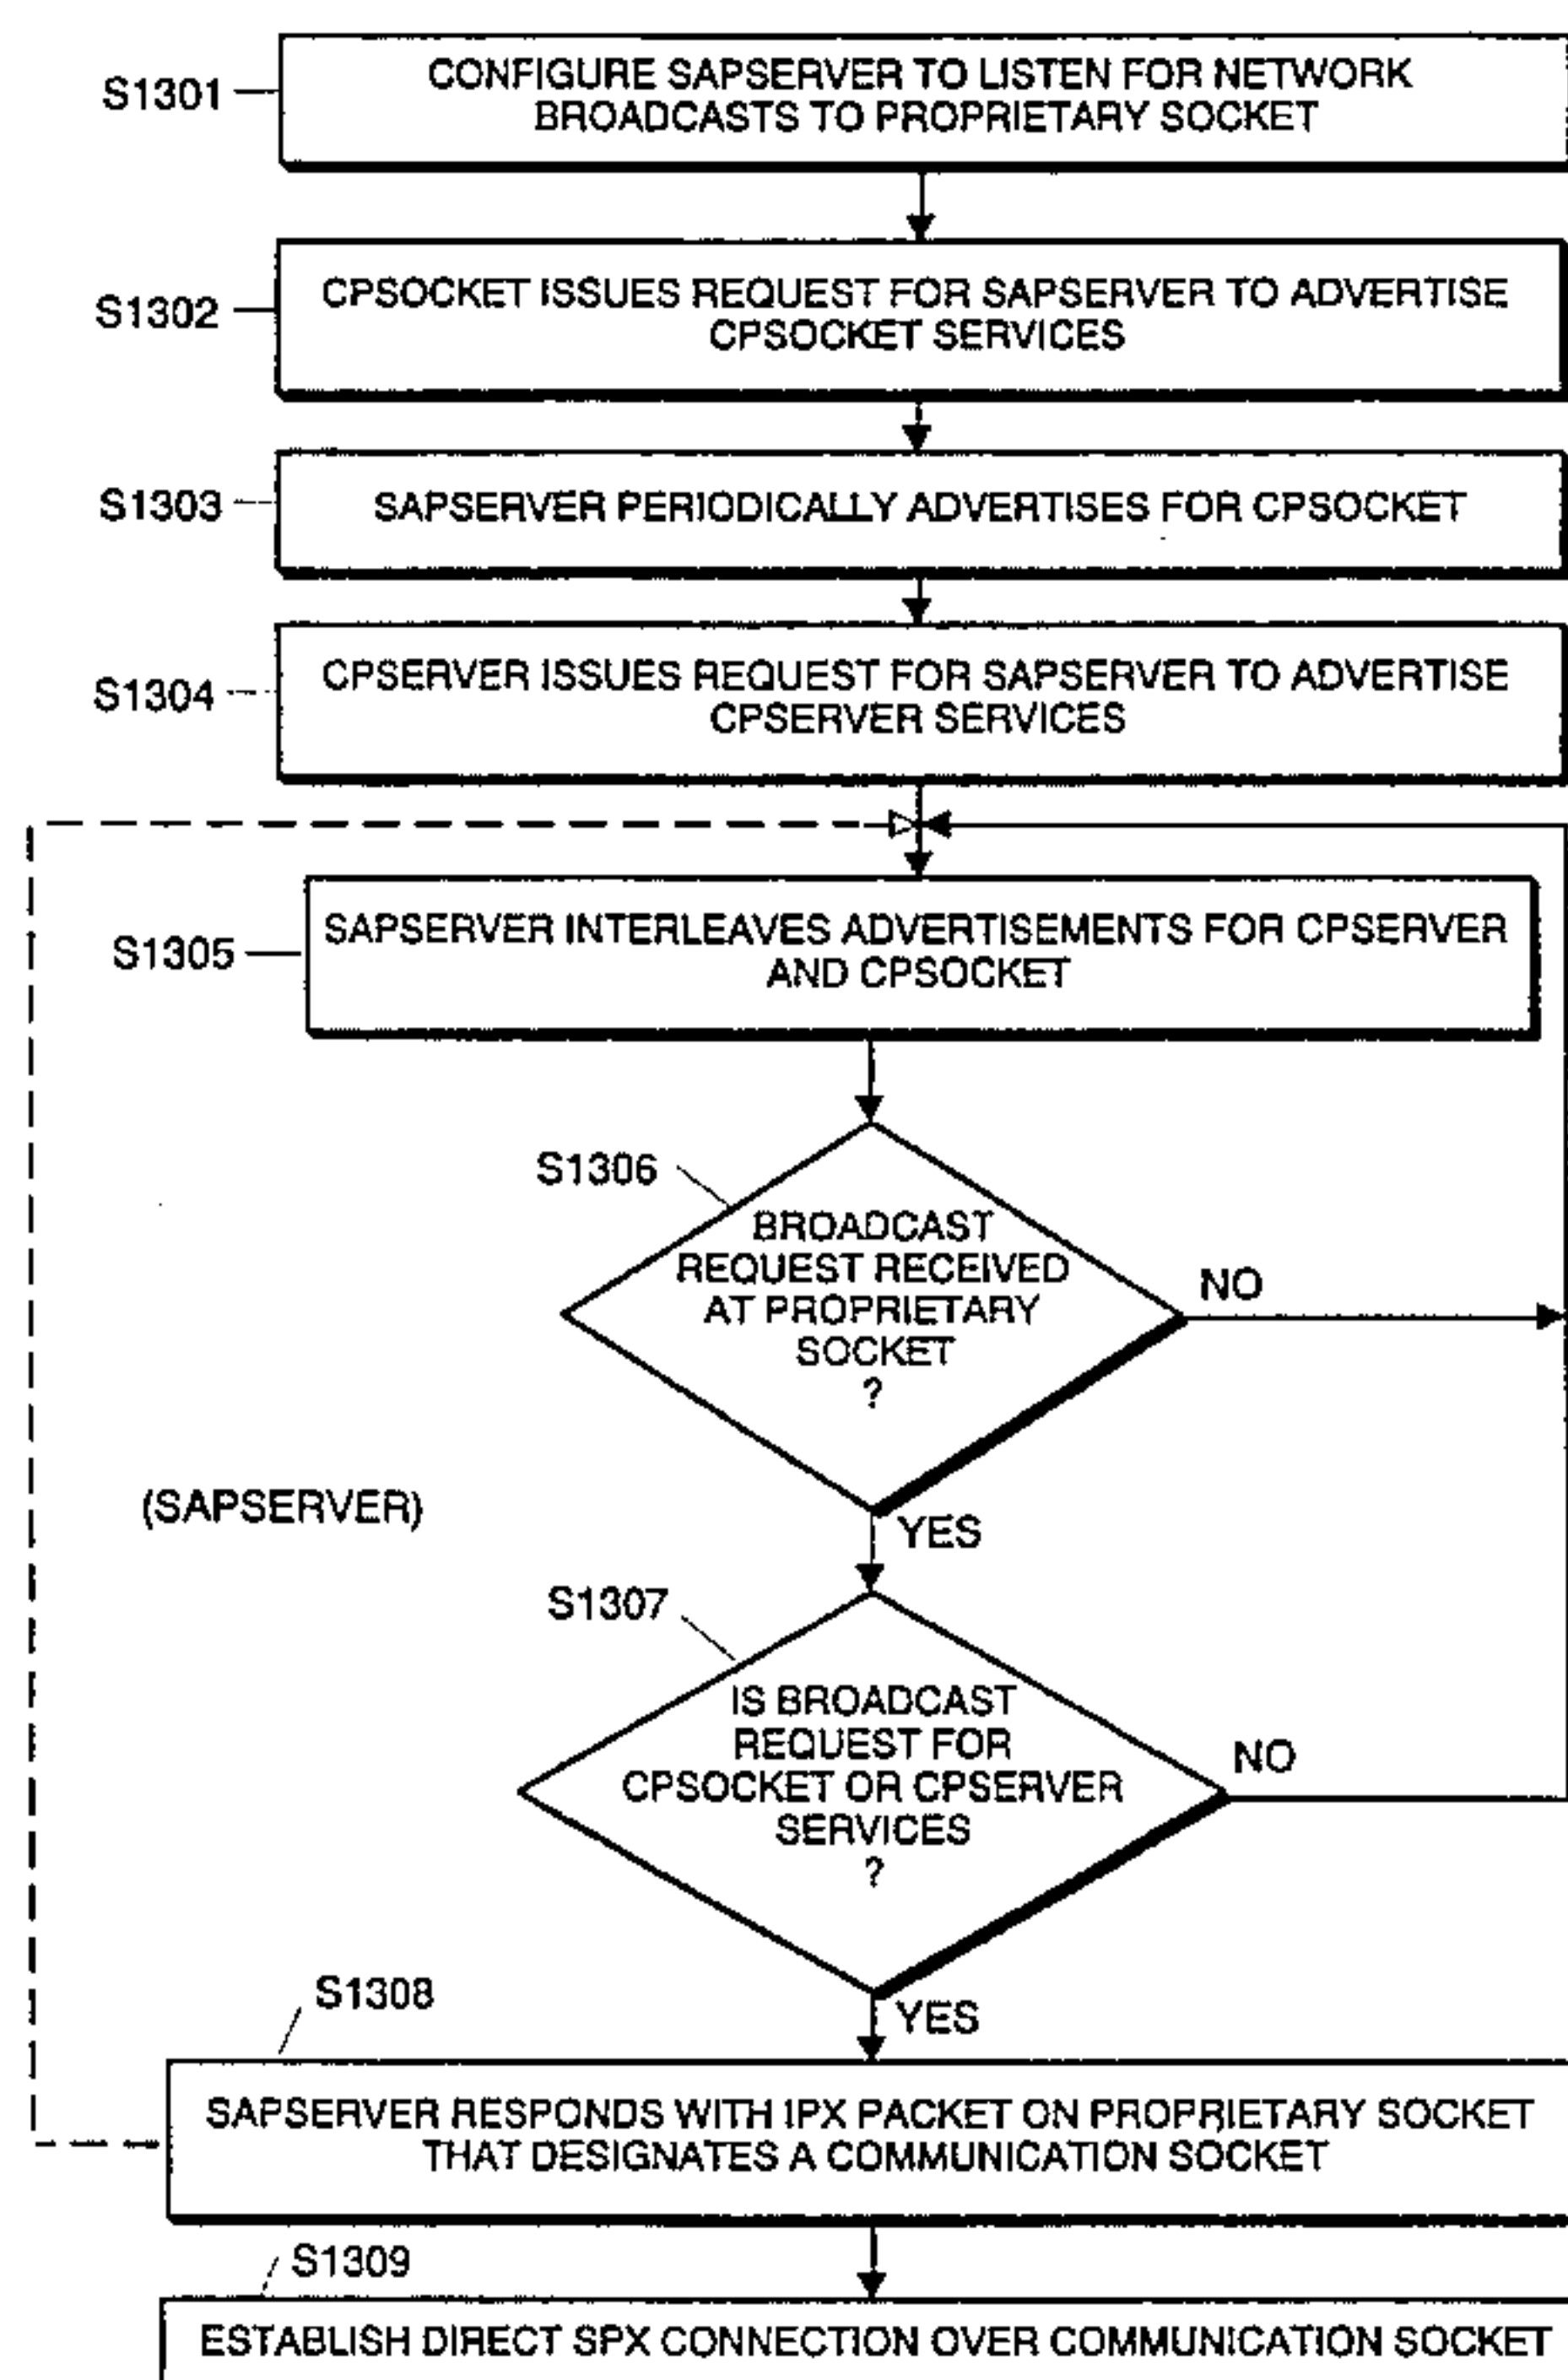 S1301
CONFIGURE SAPSERVER TO LISTEN FOR NETWORK
BROADCASTS TO PROPRIETARY SOCKET
S1302
CPSOCKET ISSUES REQUEST FOR SAPSERVER TO ADVERTISE
CPSOCKET SERVICES
S1303
SAPSERVER PERIODICALLY ADVERTISES FOR CPSOCKET
S1304
CPSERVER ISSUES REQUEST FOR SAPSERVER TO ADVERTISE
CPSERVER SERVICES
S1305
SAPSERVER INTERLEAVES ADVERTISEMENTS FOR CPSERVER
AND CPSOCKET
S1306
BROADCAST
REQUEST RECEIVED
AT PROPRIETARY
SOCKET
?
NO
YES
(SAPSERVER)
S1307
IS BROADCAST
REQUEST FOR
CPSOCKET OR CPSERVER
SERVICES
?
NO
YES
S1308
SAPSERVER RESPONDS WITH IPX PACKET ON PROPRIETARY SOCKET
THAT DESIGNATES A COMMUNICATION SOCKET
S1309
ESTABLISH DIRECT SPX CONNECTION OVER COMMUNICATION SOCKET